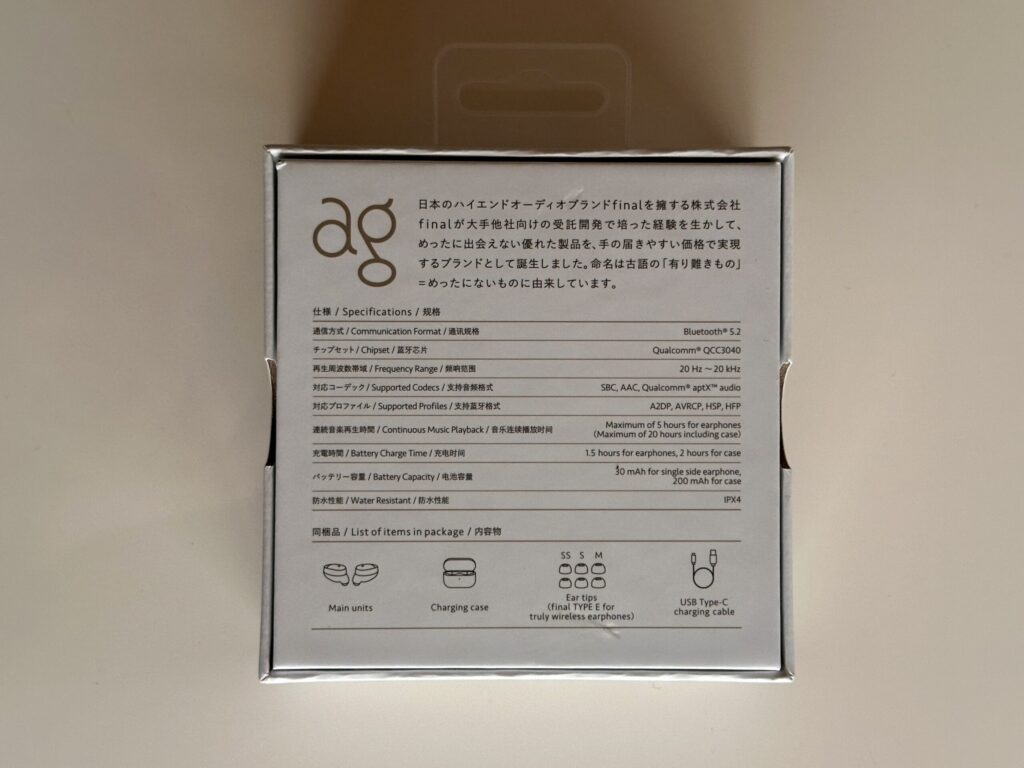 ag
日本のハイエンドオーディオブランドfinalを擁する株式会社
finalが大手他社向けの受託開発で培った経験を生かして、
めったに出会えない優れた製品を、手の届きやすい価格で実現
するブランドとして誕生しました。命名は古語の「有り難きもの」
=めったにないものに由来しています。
仕様 / Specifications / 规格
通信方式 / Communication Format / 通讯规格 Bluetooth® 5.2
チップセット / Chipset / 蓝牙芯片 Qualcomm® QCC3040
再生周波数帯域 / Frequency Range / 频响范围 20 Hz ～ 20 kHz
対応コーデック / Supported Codecs / 支持音频格式 SBC, AAC, Qualcomm® aptX™ audio
対応プロファイル / Supported Profiles / 支持蓝牙格式 A2DP, AVRCP, HSP, HFP
連続音楽再生時間 / Continuous Music Playback / 音乐连续播放时间 Maximum of 5 hours for earphones
(Maximum of 20 hours including case)
充電時間 / Battery Charge Time / 充电时间 1.5 hours for earphones, 2 hours for case
バッテリー容量 / Battery Capacity / 电池容量 30 mAh for single side earphone,
200 mAh for case
防水性能 / Water Resistant / 防水性能 IPX4
同梱品 / List of items in package / 内容物
SS S M
Main units
Charging case
Ear tips
(final TYPE E for
truly wireless earphones)
USB Type-C
charging cable